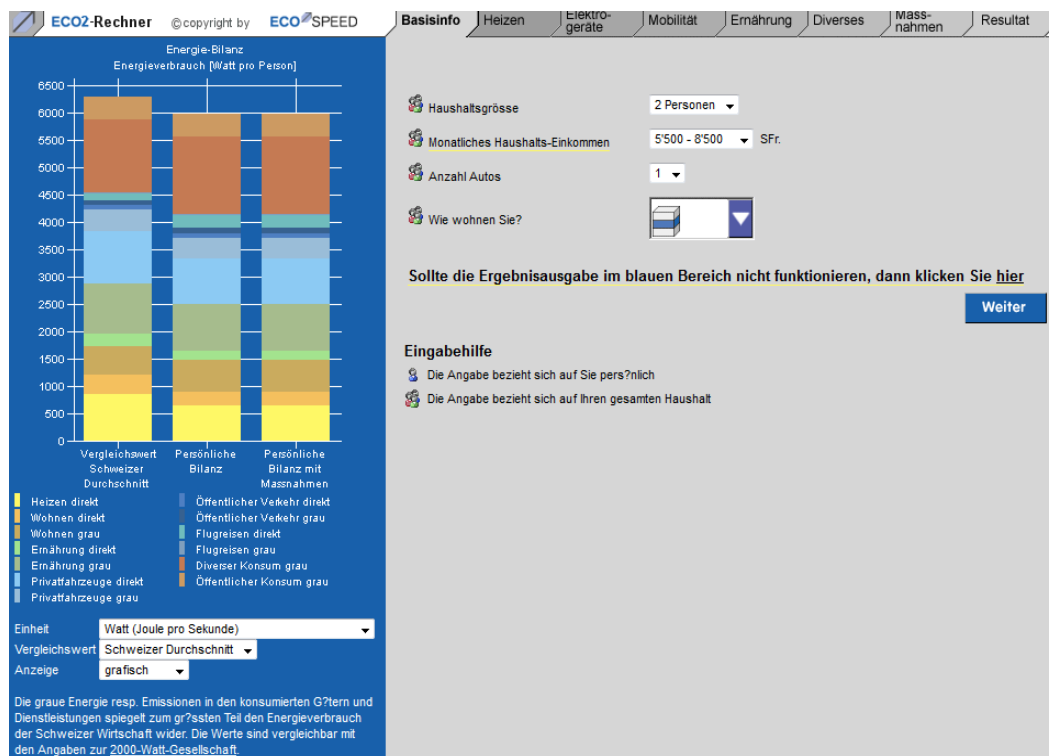 ECO2-Rechner ©copyright by ECOSPEED
Basisinfo Heizen Elektro-geräte Mobilität Ernährung Diverses Mass-nahmen Resultat
Energie-Bilanz
Energieverbrauch [Watt pro Person]
6500
6000
5500
5000
4500
4000
3500
3000
2500
2000
1500
1000
500
0
Vergleichswert Schweizer Durchschnitt
Persönliche Bilanz
Persönliche Bilanz mit Massnahmen
Heizen direkt
Wohnen direkt
Wohnen grau
Ernährung direkt
Ernährung grau
Privatfahrzeuge direkt
Privatfahrzeuge grau
Öffentlicher Verkehr direkt
Öffentlicher Verkehr grau
Flugreisen direkt
Flugreisen grau
Diverser Konsum grau
Öffentlicher Konsum grau
Einheit Watt (Joule pro Sekunde)
Vergleichswert Schweizer Durchschnitt
Anzeige grafisch
Die graue Energie resp. Emissionen in den konsumierten G?tern und
Dienstleistungen spiegelt zum gr?ssten Teil den Energieverbrauch
der Schweizer Wirtschaft wider. Die Werte sind vergleichbar mit
den Angaben zur 2000-Watt-Gesellschaft.
Haushaltsgrösse 2 Personen
Monatliches Haushalts-Einkommen 5'500 - 8'500 SFr.
Anzahl Autos 1
Wie wohnen Sie?
Sollte die Ergebnisausgabe im blauen Bereich nicht funktionieren, dann klicken Sie hier
Weiter
Eingabehilfe
Die Angabe bezieht sich auf Sie pers?nlich
Die Angabe bezieht sich auf Ihren gesamten Haushalt